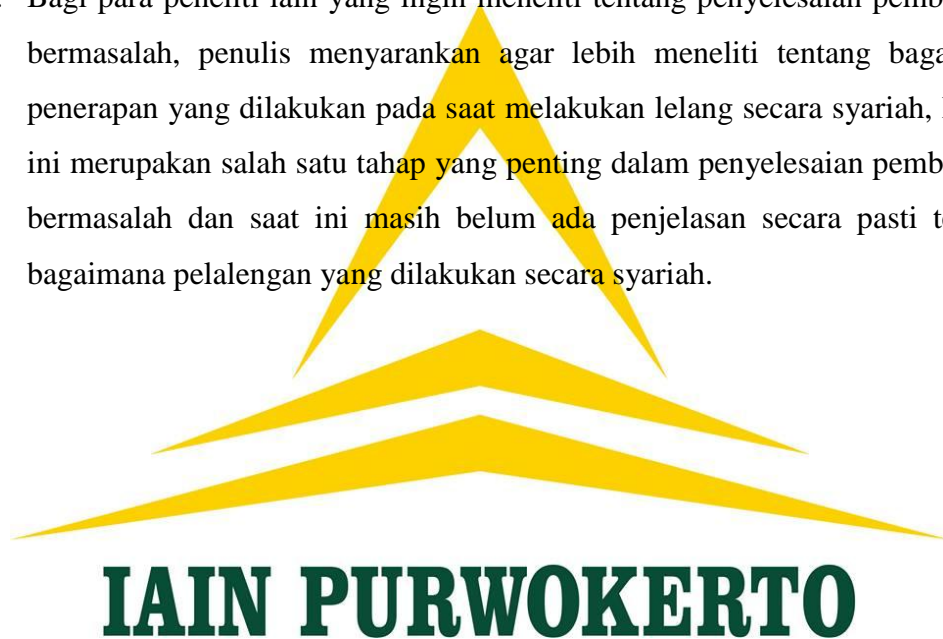 Bagi para peneliti lain yang ingin meneliti tentang penyelesaian
bermasalah, penulis menyarankan agar lebih meneliti tentang
penerapan yang dilakukan pada saat melakukan lelang secara syariah,
ini merupakan salah satu tahap yang penting dalam penyelesaian
bermasalah dan saat ini masih belum ada penjelasan secara pasti
bagaimana pelalengan yang dilakukan secara syariah.
IAIN PURWOKERTO